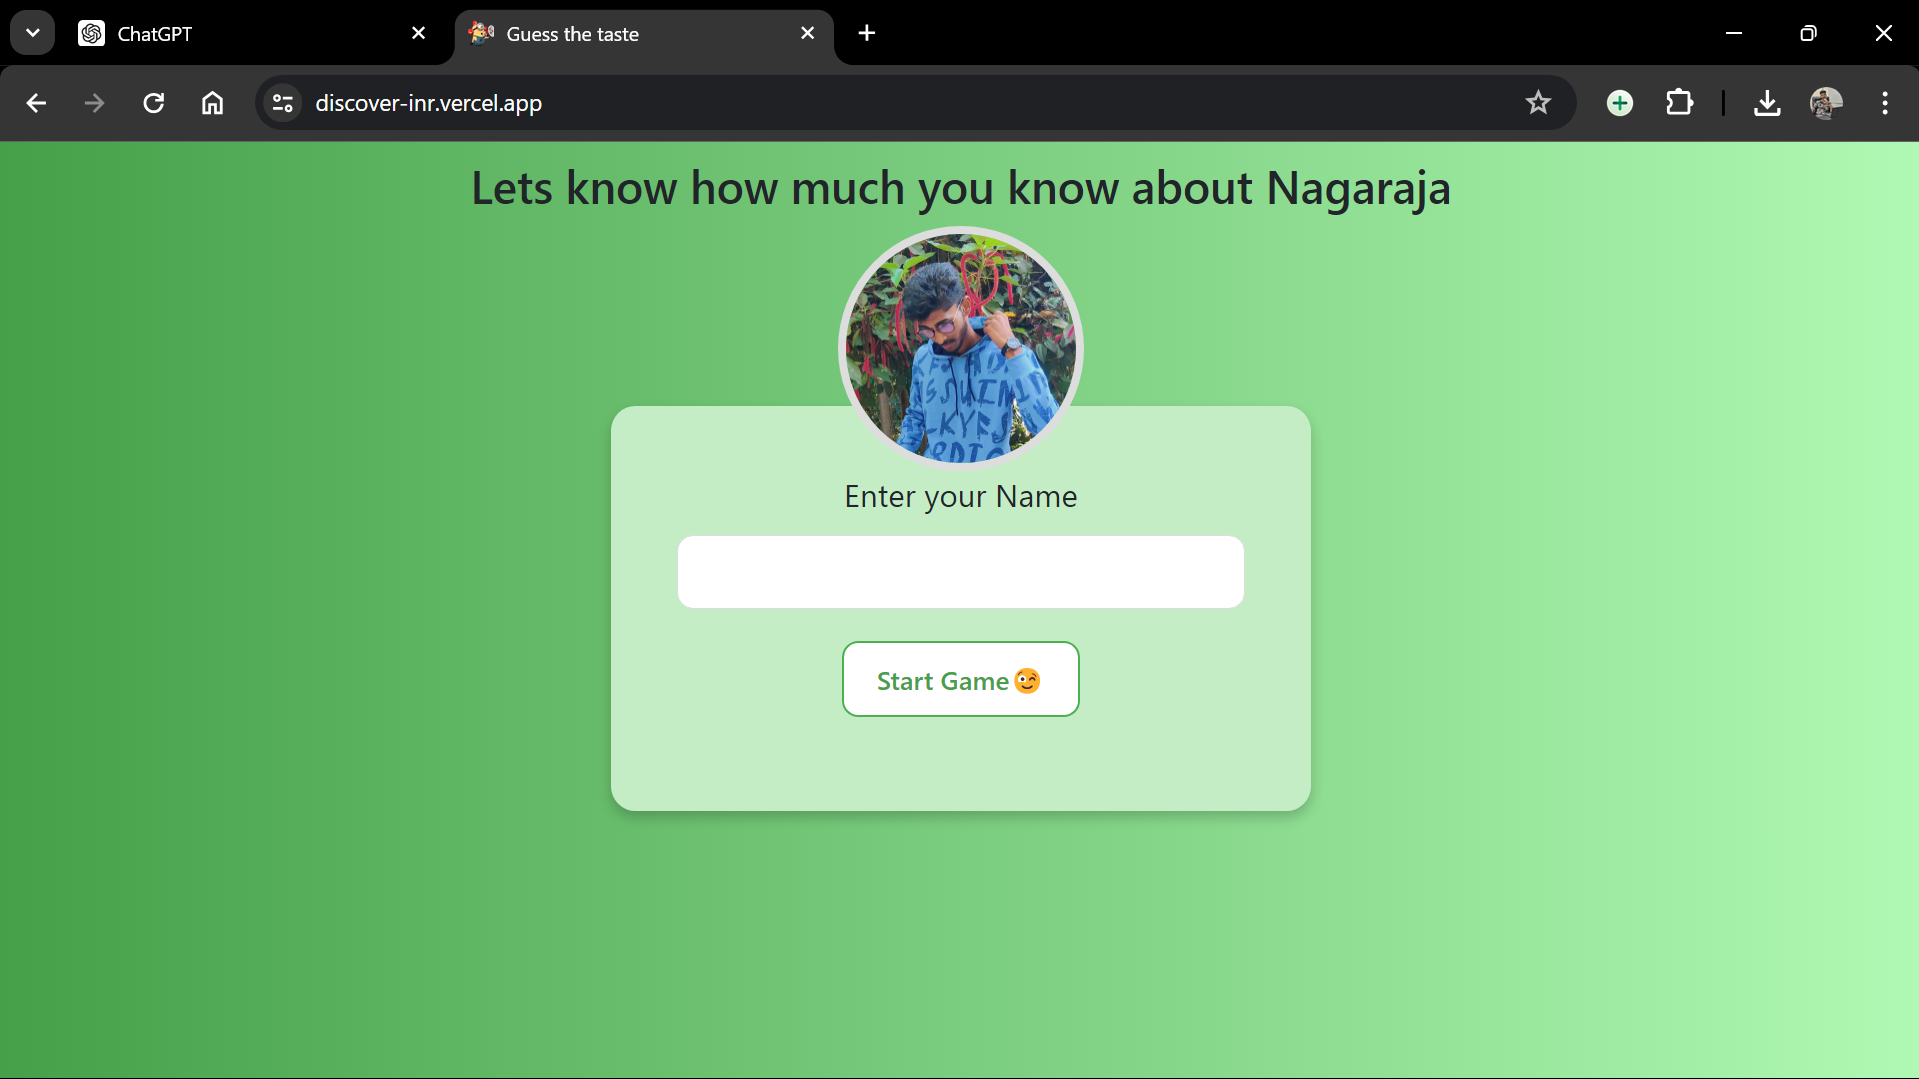 ChatGPT
Guess the taste
discover-inr.vercel.app
Lets know how much you know about Nagaraja
Enter your Name
Start Game😉